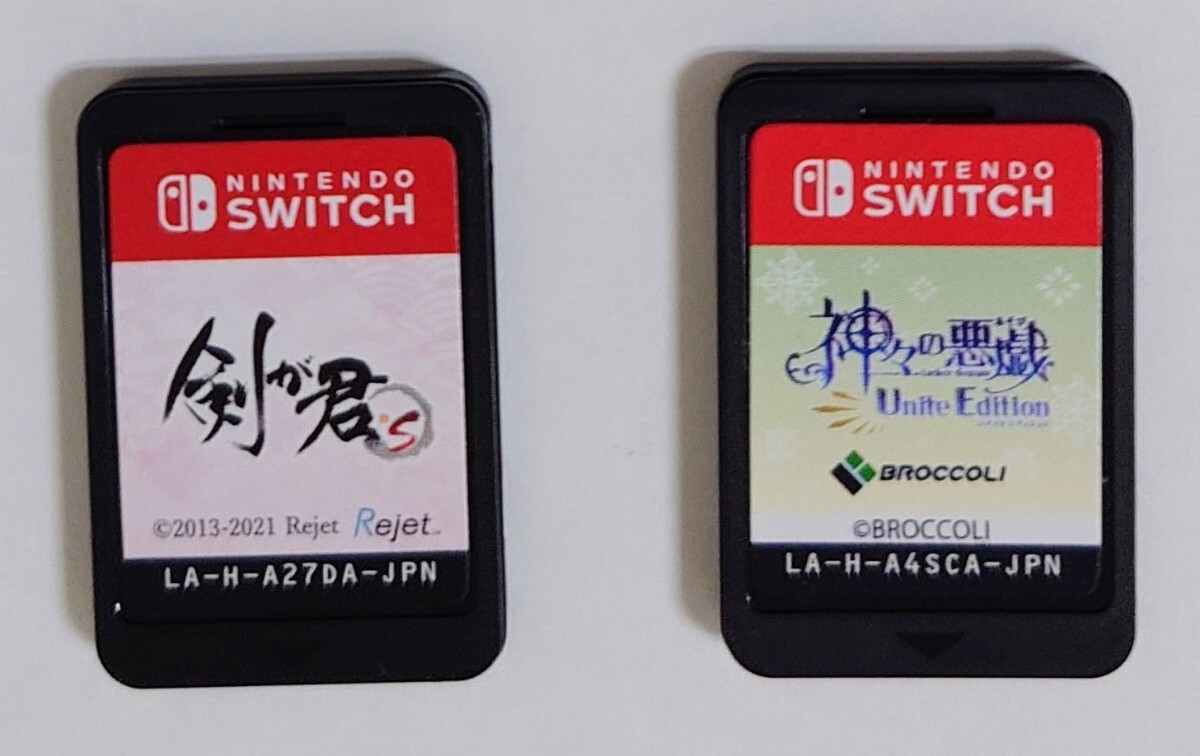 NINTENDO
SWITCH
剣が君
S
©2013-2021 Rejet Rejet
LA-H-A27DA-JPN
NINTENDO
SWITCH
神々の悪戯
Unite Edition
BROCCOLI
©BROCCOLI
LA-H-A4SCA-JPN